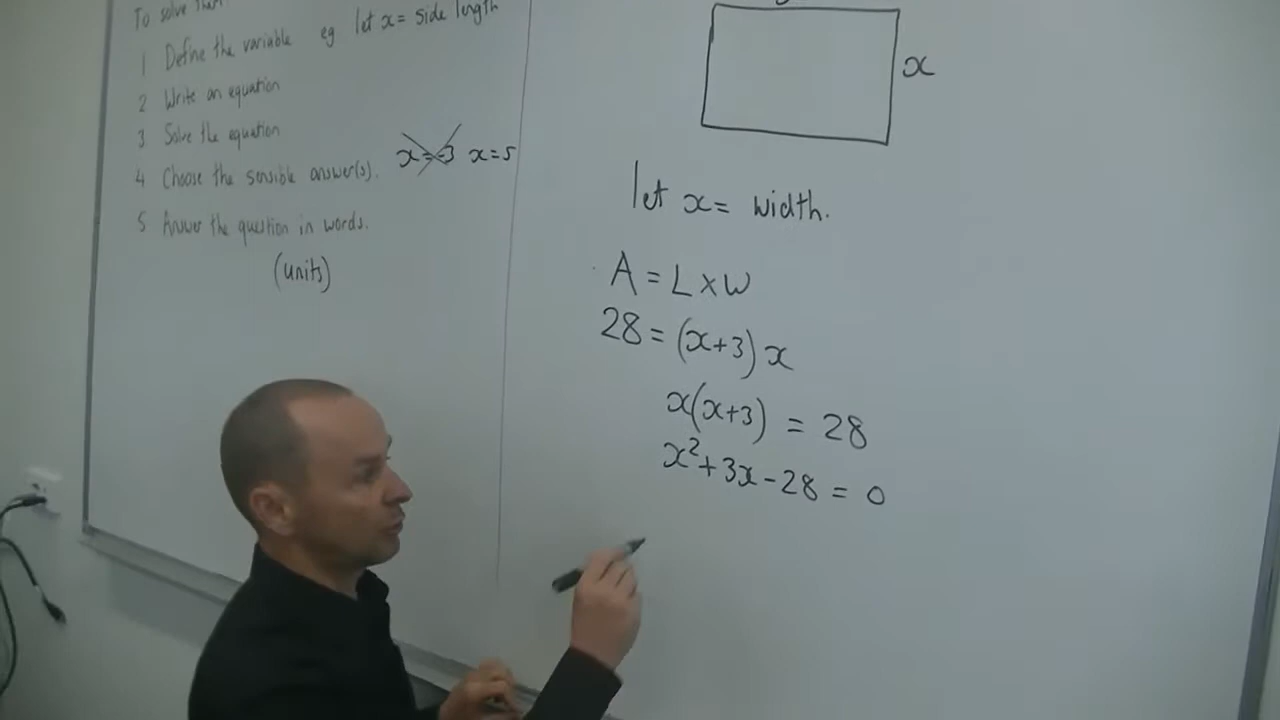 To solve them
1 Define the variable eg let x = side length
2 Write an equation
3 Solve the equation
4 Choose the sensible answer(s). x=-3 x=5
5 Answer the question in words.
(units)
x
let x = width.
A = L x W
28 = (x+3) x
x(x+3) = 28
x²+3x-28 = 0